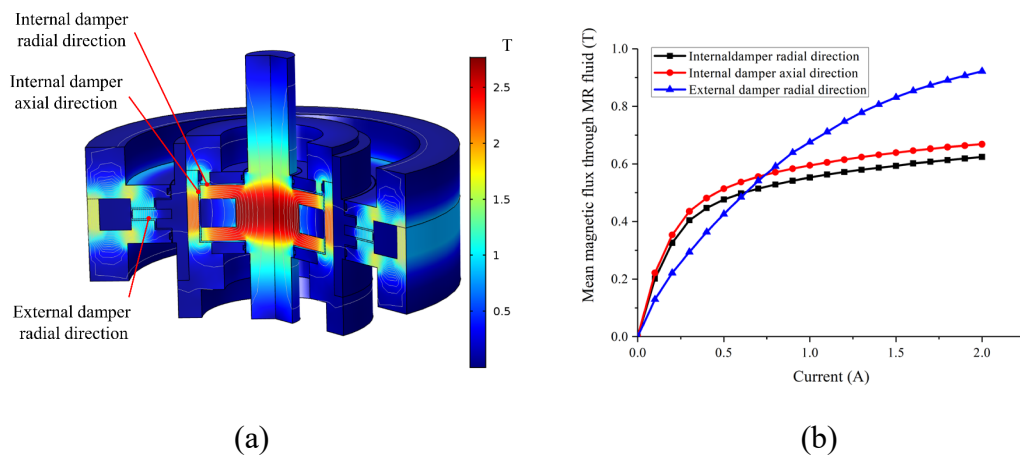 Internal damper
radial direction
Internal damper
axial direction
External damper
radial direction
T
2.5
2
1.5
1
0.5
(a)
Mean magnetic flux through MR fluid (T)
1.0
0.8
0.6
0.4
0.2
0.0
Internaldamper radial direction
Internal damper axial direction
External damper radial direction
0.0 0.5 1.0 1.5 2.0
Current (A)
(b)